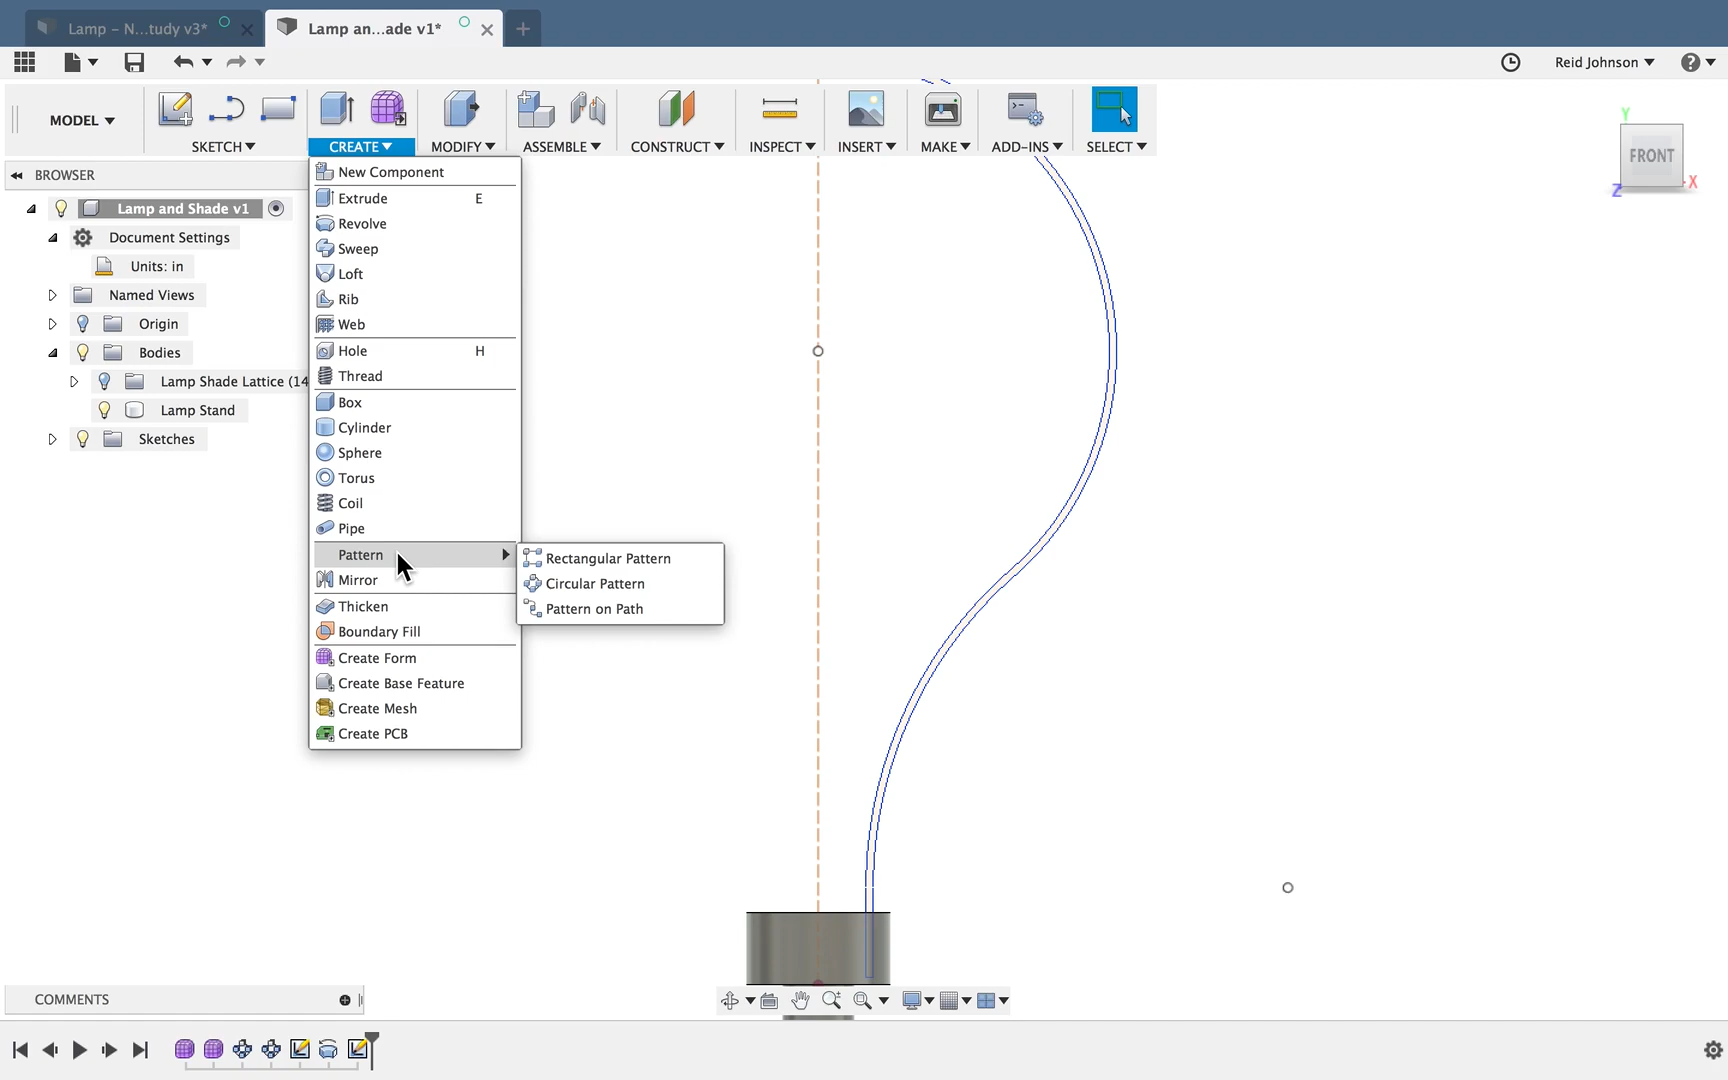 Lamp – N...tudy v3*
Lamp an...ade v1*
Reid Johnson
MODEL
SKETCH
CREATE
MODIFY
ASSEMBLE
CONSTRUCT
INSPECT
INSERT
MAKE
ADD-INS
SELECT
BROWSER
Lamp and Shade v1
Document Settings
Units: in
Named Views
Origin
Bodies
Lamp Shade Lattice (14
Lamp Stand
Sketches
New Component
Extrude E
Revolve
Sweep
Loft
Rib
Web
Hole H
Thread
Box
Cylinder
Sphere
Torus
Coil
Pipe
Pattern
Mirror
Thicken
Boundary Fill
Create Form
Create Base Feature
Create Mesh
Create PCB
Rectangular Pattern
Circular Pattern
Pattern on Path
Y
FRONT
X
Z
COMMENTS